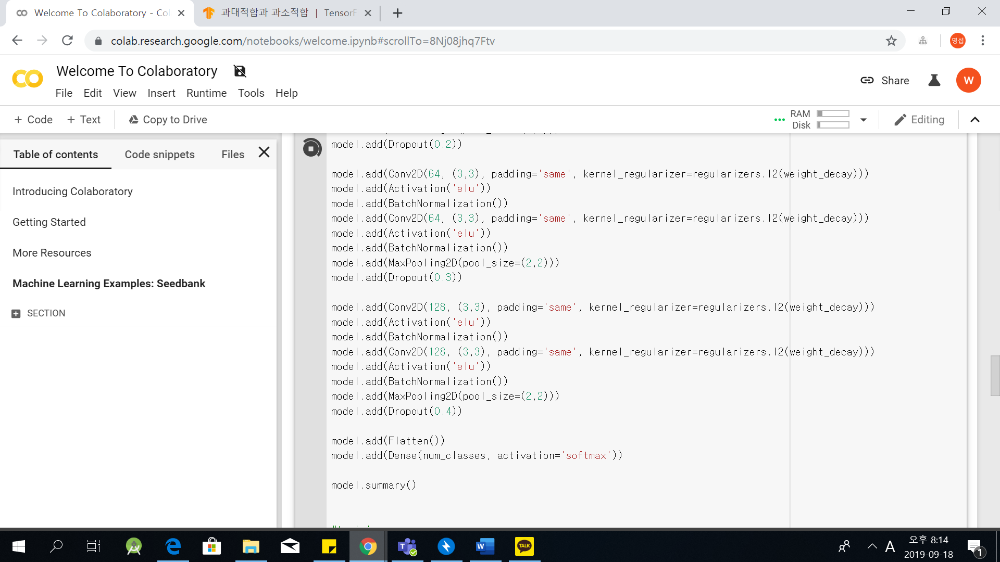 Welcome To Colaboratory - Col
과대적합과 과소적합 | TensorF
colab.research.google.com/notebooks/welcome.ipynb#scrollTo=8Nj08jhq7Ftv
명섭
Welcome To Colaboratory
Share
W
File Edit View Insert Runtime Tools Help
+ Code + Text Copy to Drive
RAM
Disk
Editing
Table of contents Code snippets Files
Introducing Colaboratory
Getting Started
More Resources
Machine Learning Examples: Seedbank
SECTION
model.add(Dropout(0.2))
model.add(Conv2D(64, (3,3), padding='same', kernel_regularizer=regularizers.l2(weight_decay)))
model.add(Activation('elu'))
model.add(BatchNormalization())
model.add(Conv2D(64, (3,3), padding='same', kernel_regularizer=regularizers.l2(weight_decay)))
model.add(Activation('elu'))
model.add(BatchNormalization())
model.add(MaxPooling2D(pool_size=(2,2)))
model.add(Dropout(0.3))
model.add(Conv2D(128, (3,3), padding='same', kernel_regularizer=regularizers.l2(weight_decay)))
model.add(Activation('elu'))
model.add(BatchNormalization())
model.add(Conv2D(128, (3,3), padding='same', kernel_regularizer=regularizers.l2(weight_decay)))
model.add(Activation('elu'))
model.add(BatchNormalization())
model.add(MaxPooling2D(pool_size=(2,2)))
model.add(Dropout(0.4))
model.add(Flatten())
model.add(Dense(num_classes, activation='softmax'))
model.summary()
TALK
A
오후 8:14
2019-09-18
1